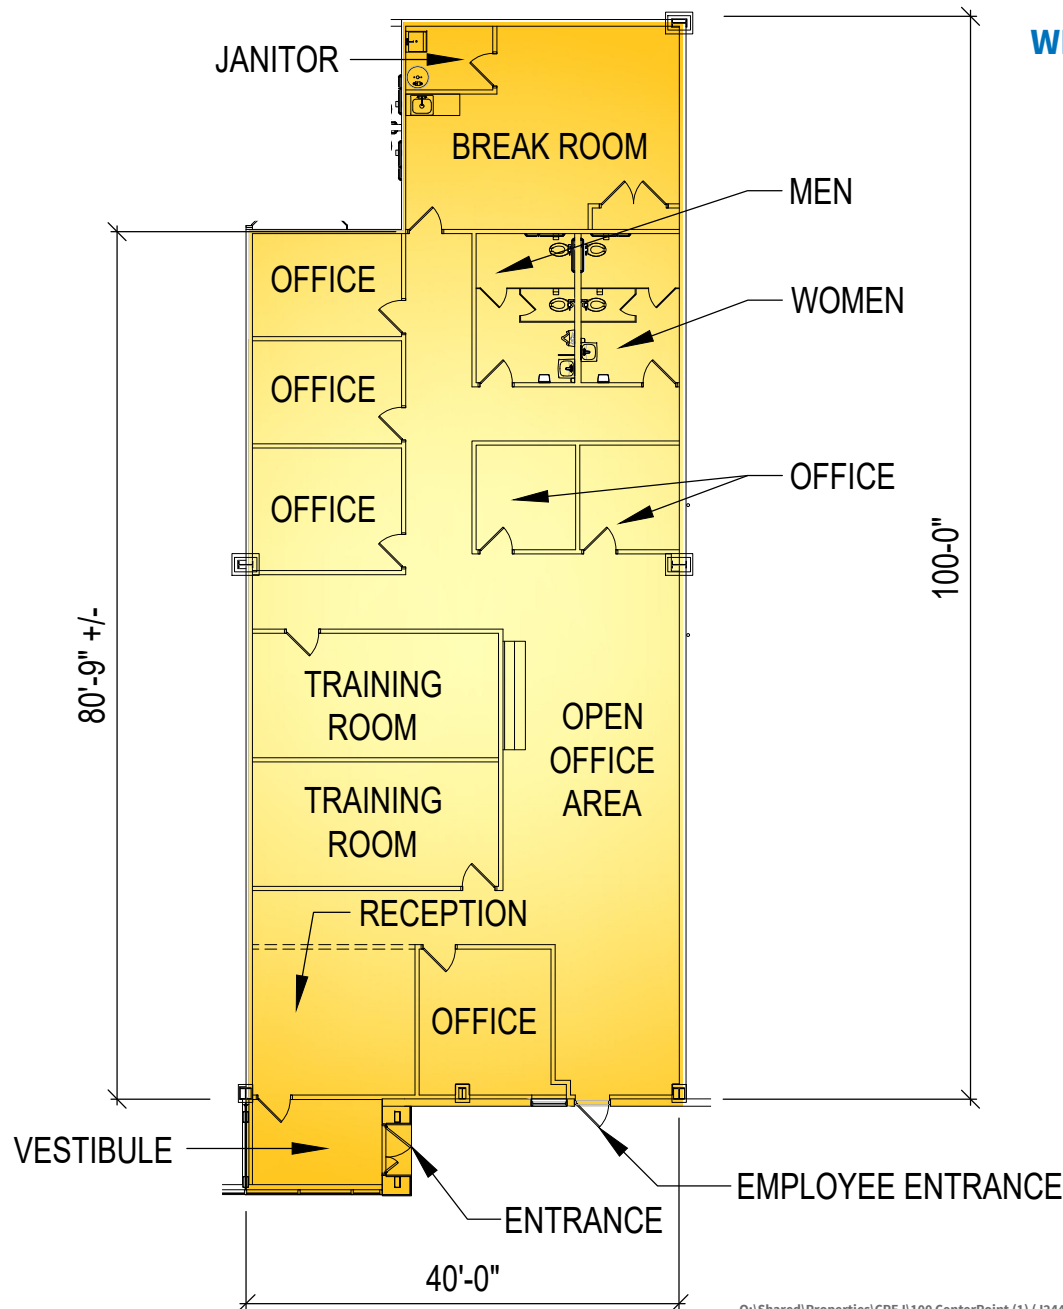 JANITOR
BREAK ROOM
MEN
WOMEN
OFFICE
OFFICE
OFFICE
OFFICE
100-0"
80'-9" +/-
TRAINING
ROOM
OPEN
OFFICE
AREA
TRAINING
ROOM
RECEPTION
OFFICE
VESTIBULE
EMPLOYEE ENTRANCE
ENTRANCE
40'-0"